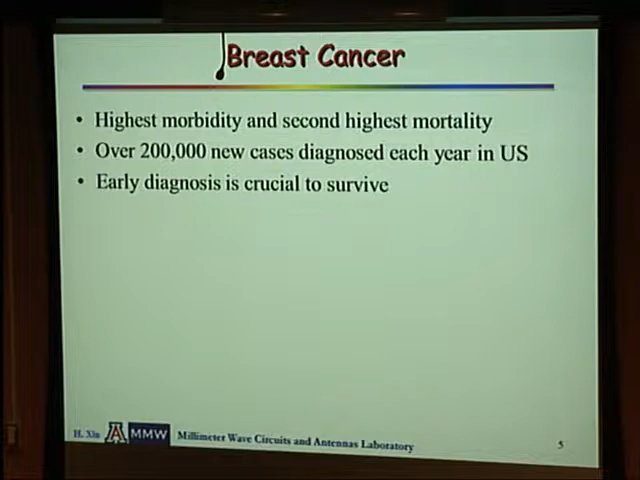 Breast Cancer
• Highest morbidity and second highest mortality
• Over 200,000 new cases diagnosed each year in US
• Early diagnosis is crucial to survive
H. Xin A MMW Millimeter Wave Circuits and Antennas Laboratory 5